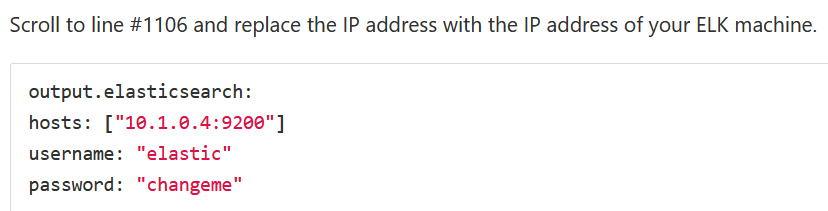 Scroll to line #1106 and replace the IP address with the IP address of your ELK machine.
output.elasticsearch:
hosts: ["10.1.0.4:9200"]
username: "elastic"
password: "changeme"